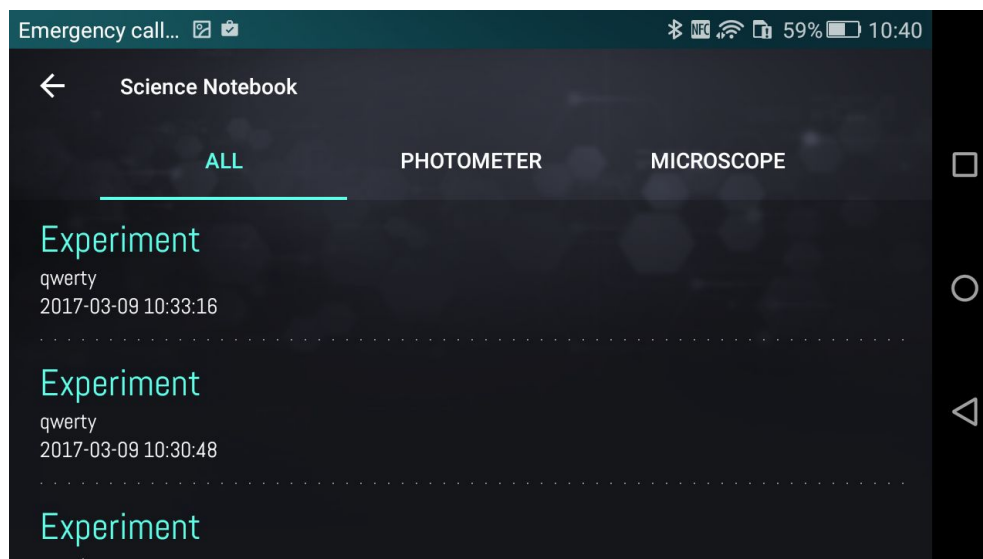 Emergency call... NFC 59% 10:40
Science Notebook
ALL PHOTOMETER MICROSCOPE
Experiment
qwerty
2017-03-09 10:33:16
Experiment
qwerty
2017-03-09 10:30:48
Experiment